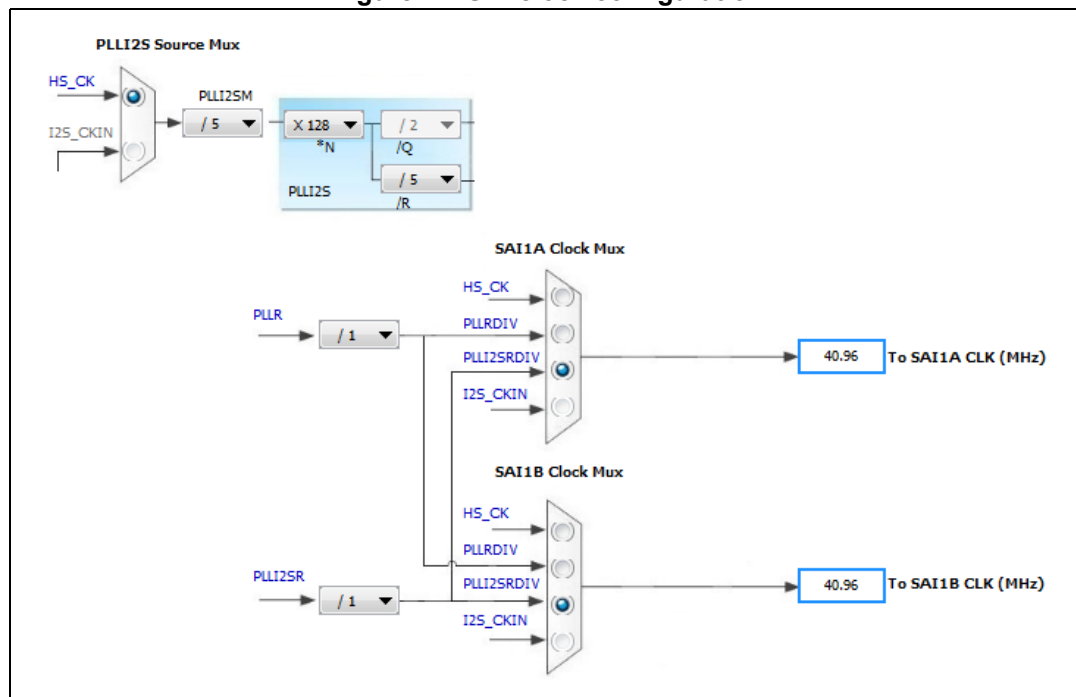 PLLI2S Source Mux
HS_CK
PLLI2SM
/ 5
X 128
/ 2
I2S_CKIN
*N
/Q
/ 5
PLLI2S
/R
SAI1A Clock Mux
HS_CK
PLLR
PLLRDIV
/ 1
PLLI2SRDIV
40.96
To SAI1A CLK (MHz)
I2S_CKIN
SAI1B Clock Mux
HS_CK
PLLRDIV
PLLI2SR
PLLI2SRDIV
40.96
To SAI1B CLK (MHz)
/ 1
I2S_CKIN